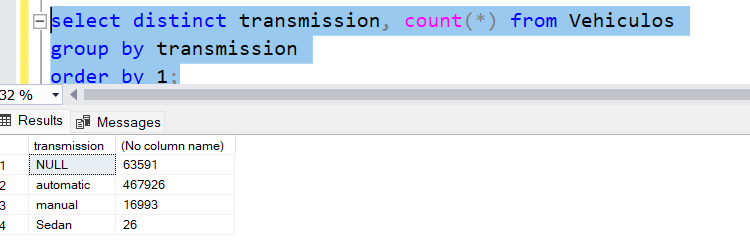 select distinct transmission, count(*) from Vehiculos
group by transmission
order by 1;
32 %
Results Messages
transmission (No column name)
1 NULL 63591
2 automatic 467926
3 manual 16993
4 Sedan 26